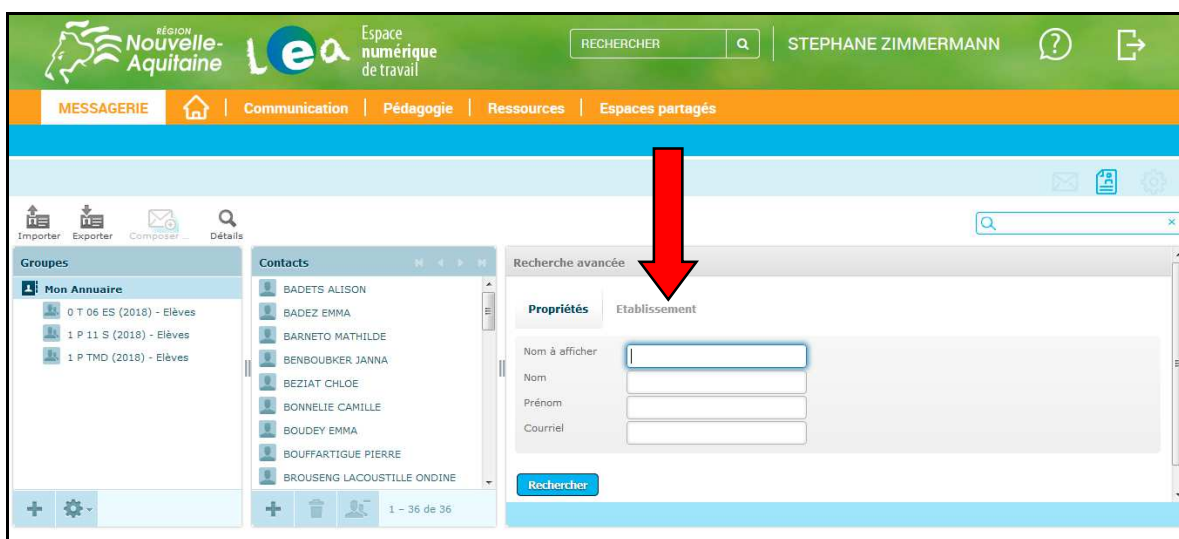 RÉGION
Nouvelle-
Aquitaine
Lea
Espace
numérique
de travail
RECHERCHER
STEPHANE ZIMMERMANN
?
MESSAGERIE
Communication | Pédagogie | Ressources | Espaces partagés
Importer Exporter Composer ... Détails
Groupes
Mon Annuaire
0 T 06 ES (2018) - Elèves
1 P 11 S (2018) - Elèves
1 P TMD (2018) - Elèves
Contacts
BADETS ALISON
BADEZ EMMA
BARNETO MATHILDE
BENBOUBKER JANNA
BEZIAT CHLOE
BONNELIE CAMILLE
BOUDEY EMMA
BOUFFARTIGUE PIERRE
BROUSENG LACOUSTILLE ONDINE
1 – 36 de 36
Recherche avancée
Propriétés Etablissement
Nom à afficher
Nom
Prénom
Courriel
Rechercher